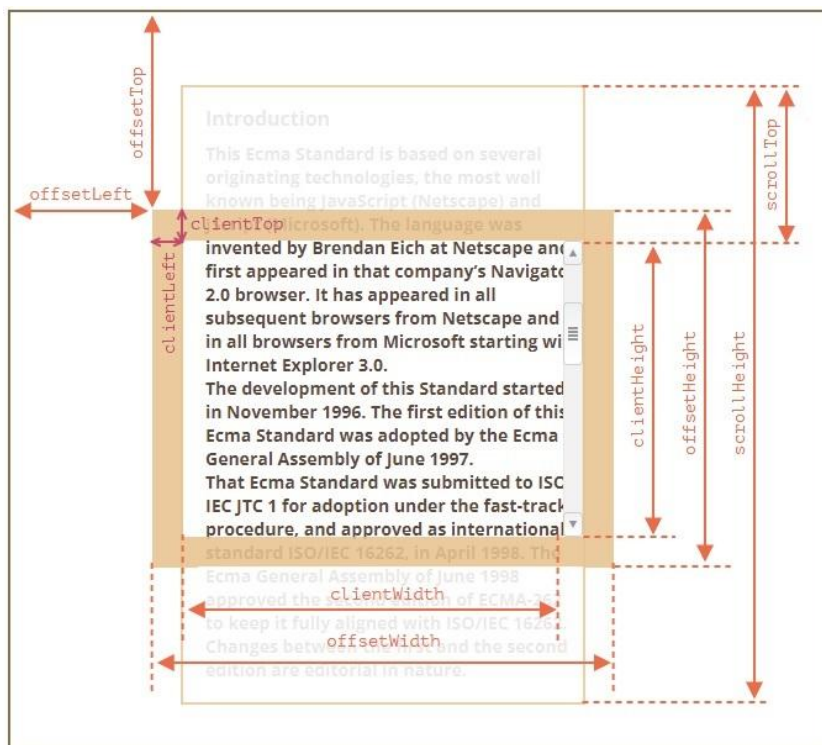 offsetTop
Introduction
This Ecma Standard is based on several
originating technologies, the most well
known being JavaScript (Netscape) and
(Microsoft). The language was
invented by Brendan Eich at Netscape and
first appeared in that company’s Navigato
2.0 browser. It has appeared in all
subsequent browsers from Netscape and
in all browsers from Microsoft starting wi
Internet Explorer 3.0.
The development of this Standard started
in November 1996. The first edition of this
Ecma Standard was adopted by the Ecma
General Assembly of June 1997.
That Ecma Standard was submitted to ISO
IEC JTC 1 for adoption under the fast-track
procedure, and approved as international
standard ISO/IEC 16262, in April 1998. The
Ecma General Assembly of June 1998
approved the second edition of ECMA-26
to keep it fully aligned with ISO/IEC 16262.
Changes between the first and the second
edition are editorial in nature.
offsetLeft
clientTop
clientLeft
scrollTop
clientHeight
offsetHeight
scrollHeight
clientWidth
offsetWidth